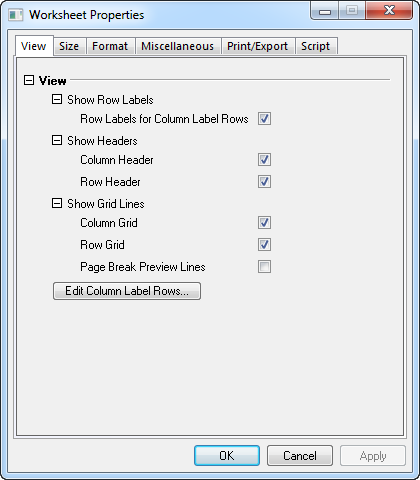 Worksheet Properties
View Size Format Miscellaneous Print/Export Script
View
Show Row Labels
Row Labels for Column Label Rows
Show Headers
Column Header
Row Header
Show Grid Lines
Column Grid
Row Grid
Page Break Preview Lines
Edit Column Label Rows...
OK Cancel Apply